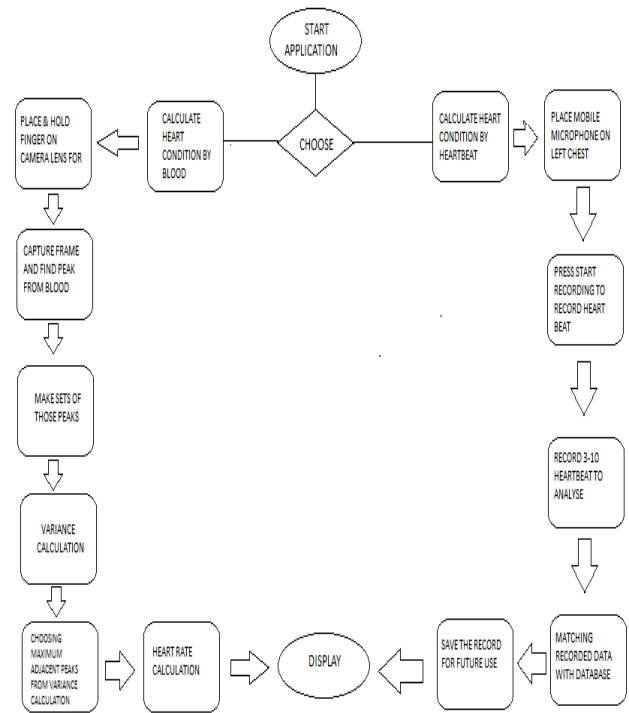 START
APPLICATION
CHOOSE
CALCULATE
HEART
CONDITION BY
BLOOD
PLACE & HOLD
FINGER ON
CAMERA LENS FOR
CAPTURE FRAME
AND FIND PEAK
FROM BLOOD
MAKE SETS OF
THOSE PEAKS
VARIANCE
CALCULATION
CHOOSING
MAXIMUM
ADJACENT PEAKS
FROM VARIANCE
CALCULATION
HEART RATE
CALCULATION
DISPLAY
CALCULATE HEART
CONDITION BY
HEARTBEAT
PLACE MOBILE
MICROPHONE ON
LEFT CHEST
PRESS START
RECORDING TO
RECORD HEART
BEAT
RECORD 3-10
HEARTBEAT TO
ANALYSE
MATCHING
RECORDED DATA
WITH DATABASE
SAVE THE RECORD
FOR FUTURE USE